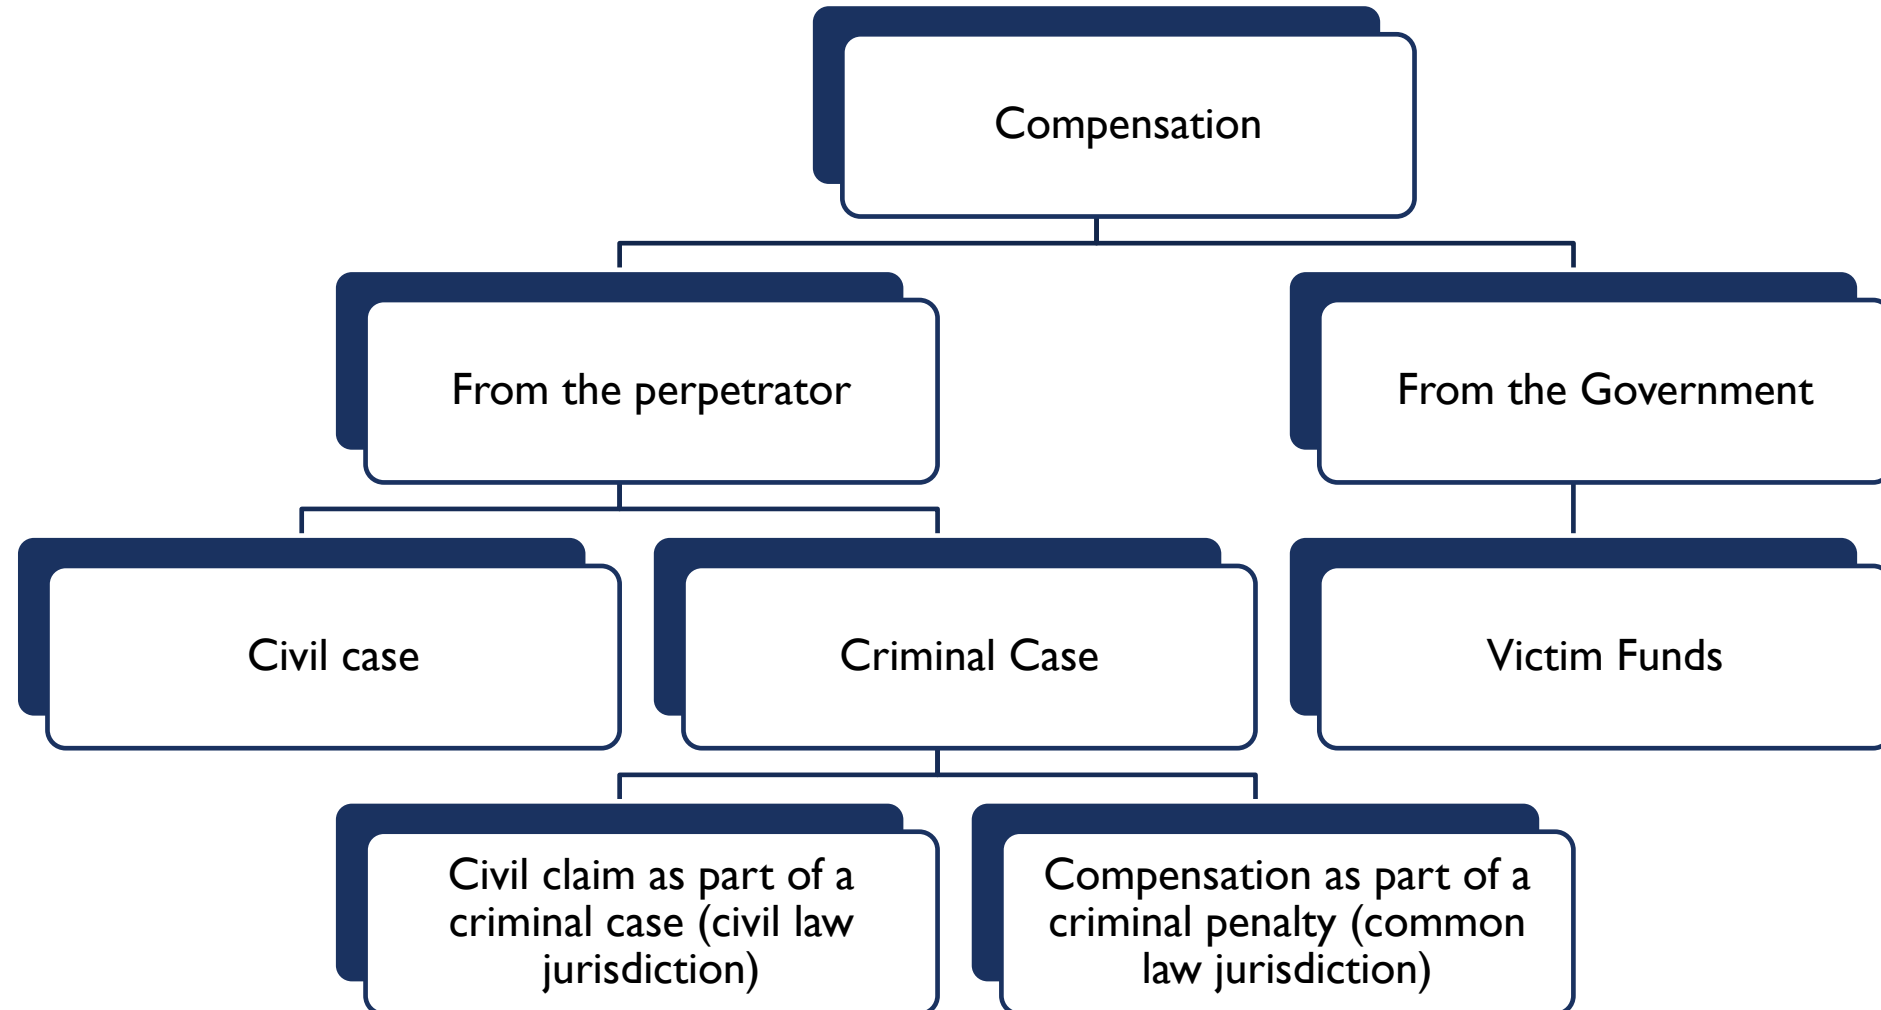 Compensation
From the perpetrator
From the Government
Civil case
Criminal Case
Victim Funds
Civil claim as part of a
criminal case (civil law
jurisdiction)
Compensation as part of a
criminal penalty (common
law jurisdiction)